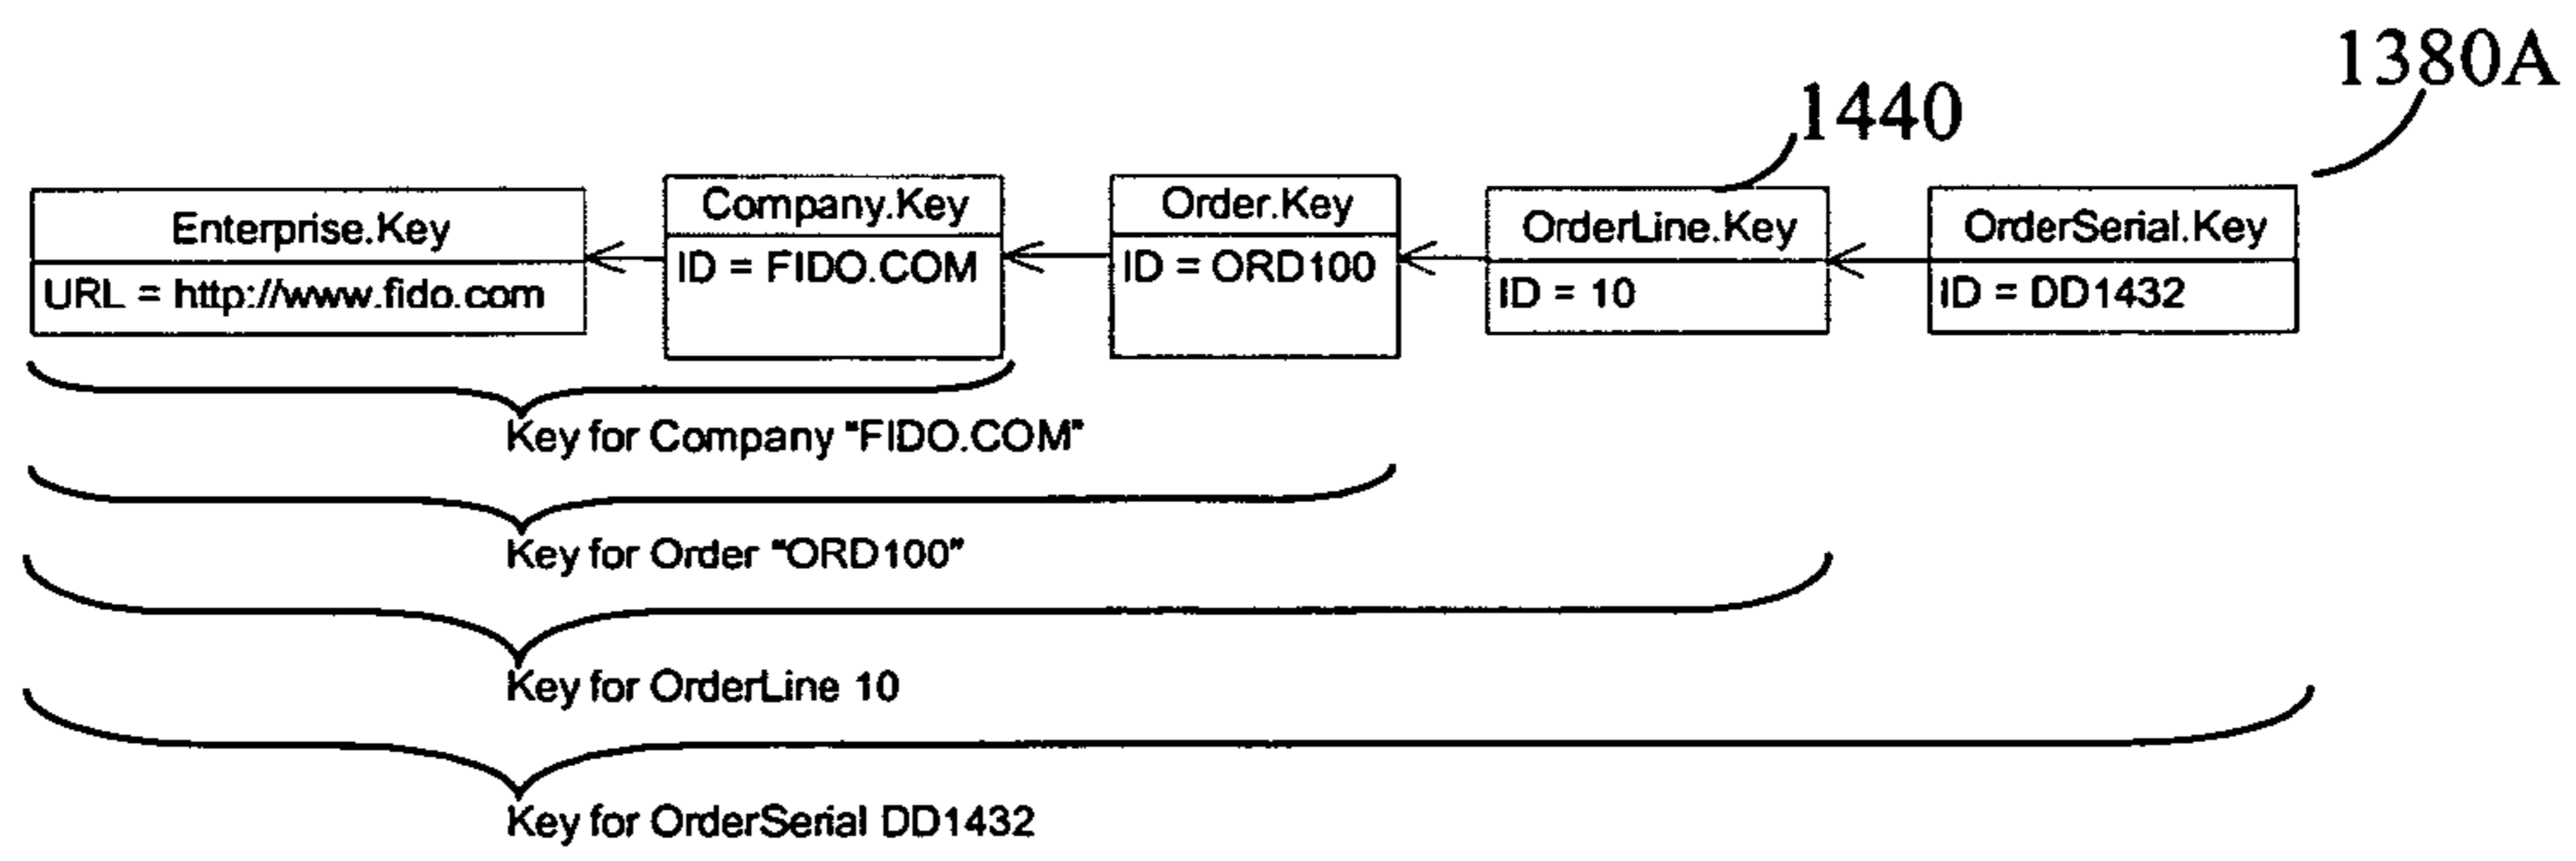 1380A
1440
Enterprise.Key
URL = http://www.fido.com
Company.Key
ID = FIDO.COM
Order.Key
ID = ORD100
OrderLine.Key
ID = 10
OrderSerial.Key
ID = DD1432
Key for Company "FIDO.COM"
Key for Order "ORD100"
Key for OrderLine 10
Key for OrderSerial DD1432